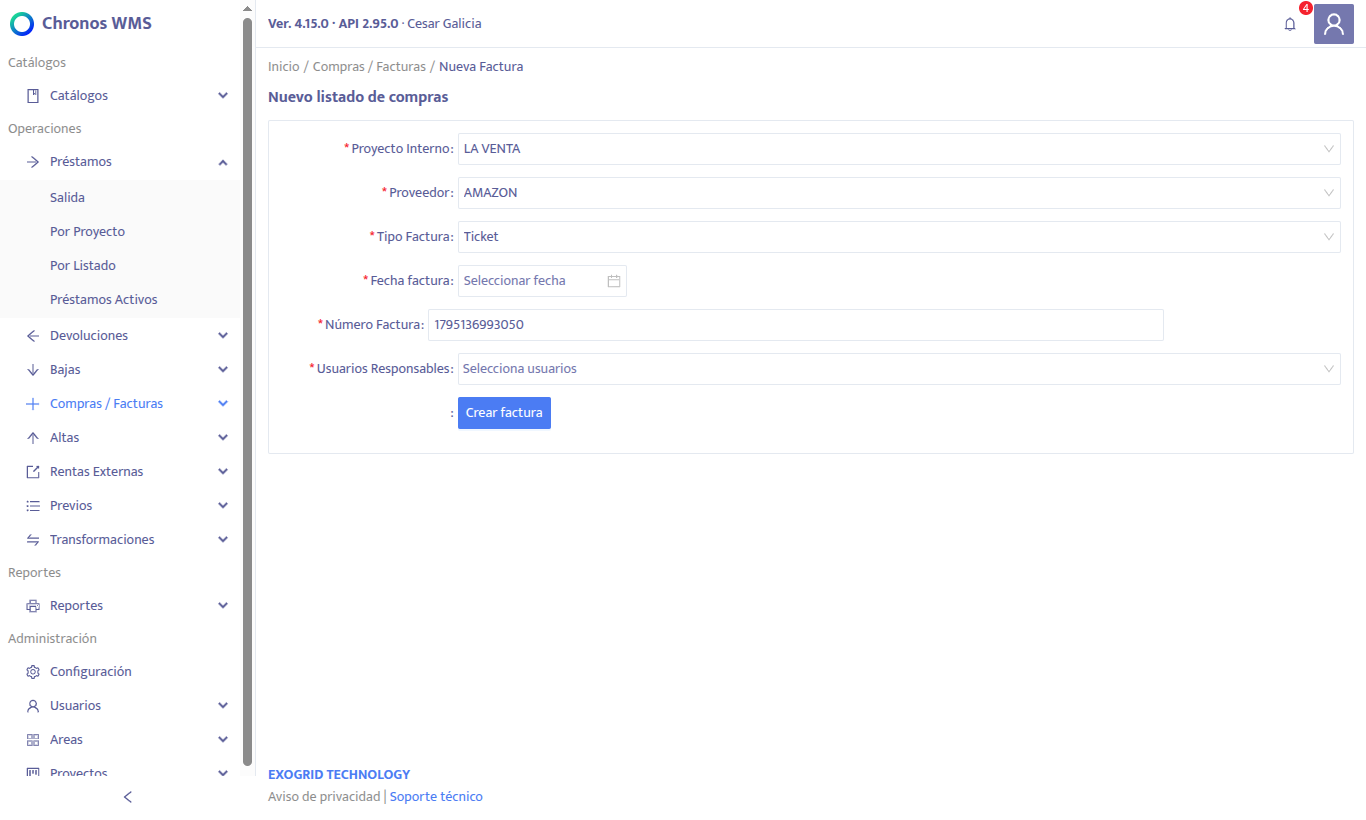 Chronos WMS
Catálogos
Catálogos
Operaciones
Préstamos
Salida
Por Proyecto
Por Listado
Préstamos Activos
Devoluciones
Bajas
Compras / Facturas
Altas
Rentas Externas
Previos
Transformaciones
Reportes
Reportes
Administración
Configuración
Usuarios
Areas
Proyectos
Ver. 4.15.0 · API 2.95.0 · Cesar Galicia
4
Inicio / Compras / Facturas / Nueva Factura
Nuevo listado de compras
* Proyecto Interno: LA VENTA
* Proveedor: AMAZON
* Tipo Factura: Ticket
* Fecha factura: Seleccionar fecha
* Número Factura: 1795136993050
* Usuarios Responsables: Selecciona usuarios
: Crear factura
EXOGRID TECHNOLOGY
Aviso de privacidad | Soporte técnico